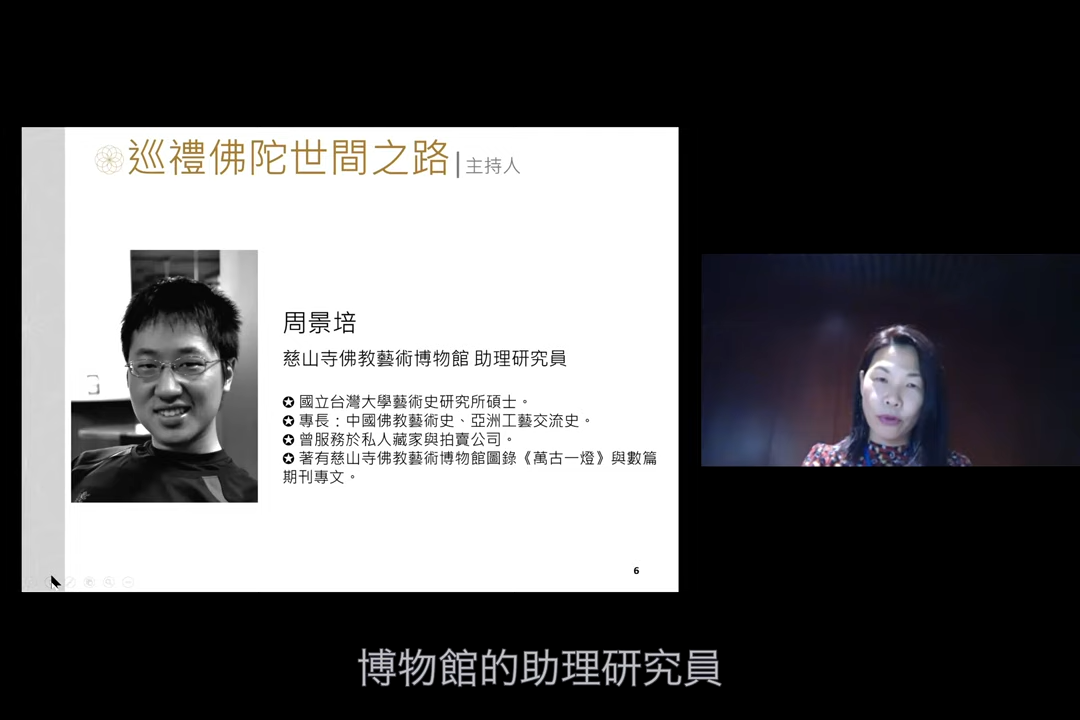 巡禮佛陀世間之路|主持人
周景培
慈山寺佛教藝術博物館 助理研究員
✪ 國立台灣大學藝術史研究所碩士。
✪ 專長：中國佛教藝術史、亞洲工藝交流史。
✪ 曾服務於私人藏家與拍賣公司。
✪ 著有慈山寺佛教藝術博物館圖錄《萬古一燈》與數篇
期刊專文。
6
博物館的助理研究員